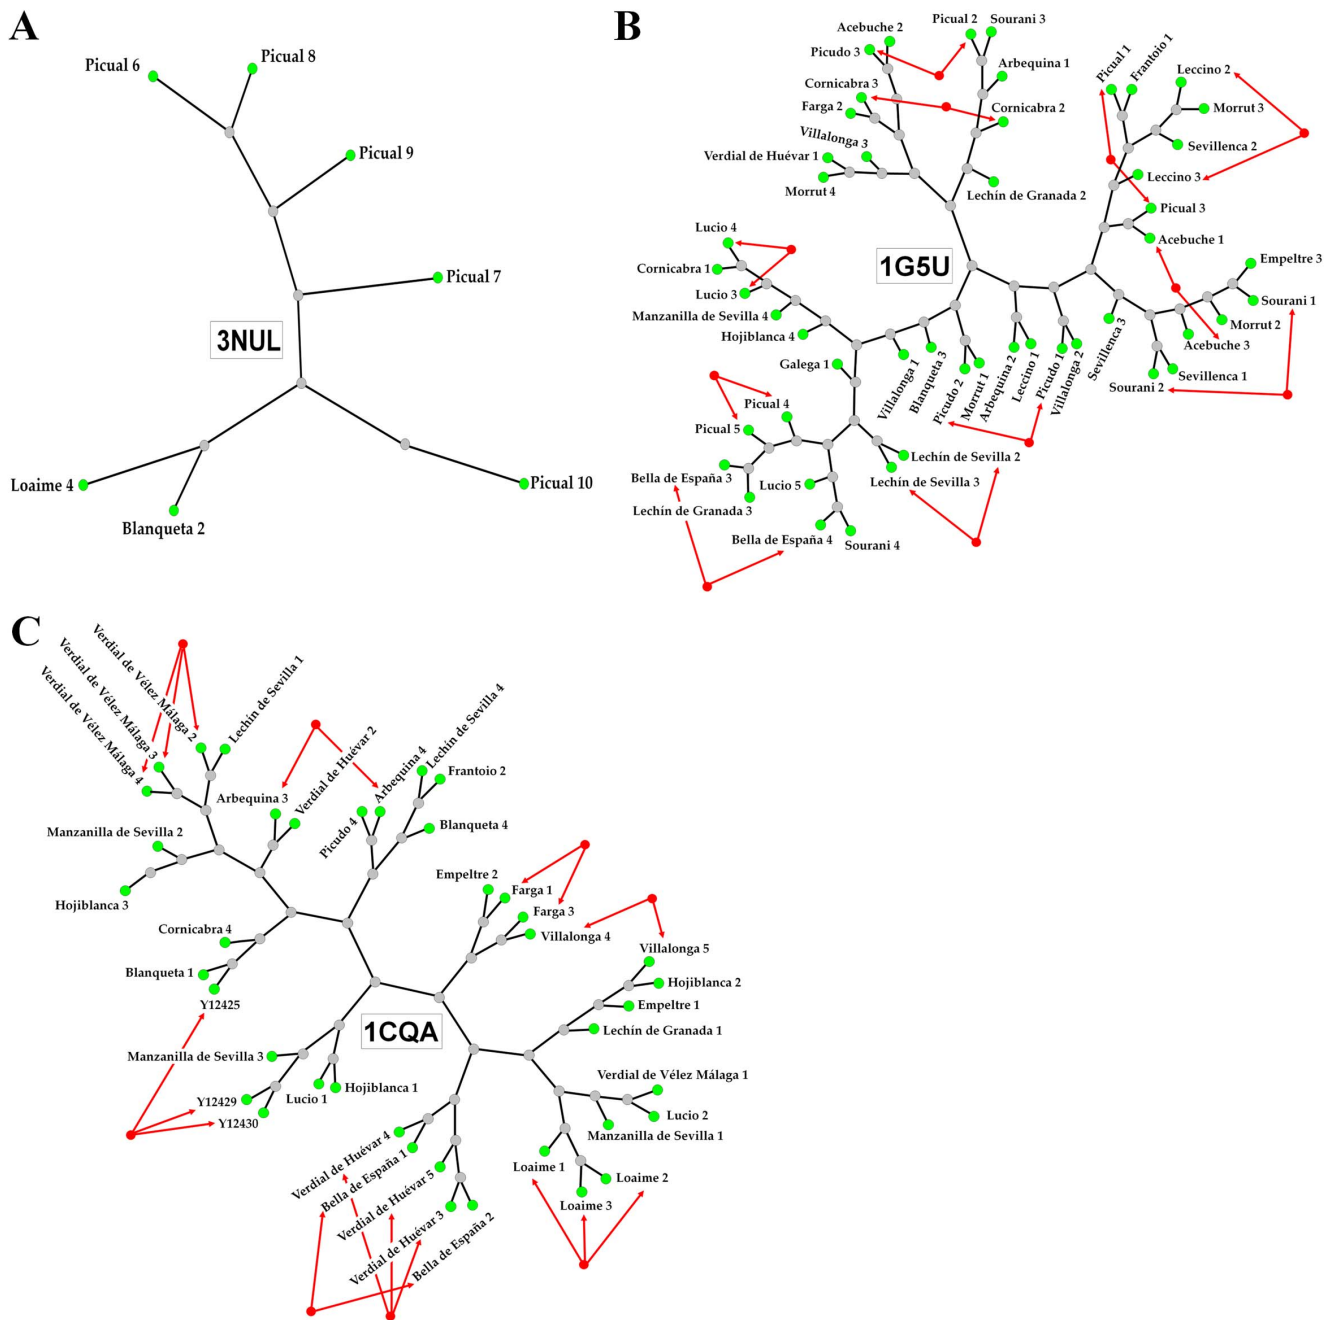 A
Picual 6
Picual 8
Picual 9
Picual 7
3NUL
Loaime 4
Blanqueta 2
Picual 10
B
Acebuche 2
Picual 2
Sourani 3
Picudo 3
Arbequina 1
Cornicabra 3
Farga 2
Cornicabra 2
Villalonga 3
Verdial de Huévar 1
Morrut 4
Lechín de Granada 2
Picual 1
Frantoio 1
Leccino 2
Morrut 3
Sevillenca 2
Leccino 3
Picual 3
Acebuche 1
Empeltre 3
Sourani 1
Morrut 2
Acebuche 3
Sevillenca 3
Sevillenca 1
Sourani 2
1G5U
Lucio 4
Cornicabra 1
Lucio 3
Manzanilla de Sevilla 4
Hojiblanca 4
Galega 1
Villalonga 1
Blanqueta 3
Picudo 2
Morrut 1
Arbequina 2
Leccino 1
Picudo 1
Villalonga 2
Picual 4
Picual 5
Bella de España 3
Lechín de Granada 3
Lucio 5
Lechín de Sevilla 2
Lechín de Sevilla 3
Bella de España 4
Sourani 4
C
Verdial de Vélez Málaga 2
Verdial de Vélez Málaga 3
Verdial de Vélez Málaga 4
Lechín de Sevilla 1
Arbequina 3
Verdial de Huévar 2
Picudo 4
Arbequina 4
Lechín de Sevilla 4
Frantoio 2
Blanqueta 4
Manzanilla de Sevilla 2
Hojiblanca 3
Cornicabra 4
Blanqueta 1
Y12425
Empeltre 2
Farga 1
Farga 3
Villalonga 4
Villalonga 5
Hojiblanca 2
Empeltre 1
Lechín de Granada 1
1CQA
Manzanilla de Sevilla 3
Y12429
Y12430
Lucio 1
Hojiblanca 1
Verdial de Vélez Málaga 1
Lucio 2
Manzanilla de Sevilla 1
Verdial de Huévar 4
Bella de España 1
Verdial de Huévar 5
Verdial de Huévar 3
Bella de España 2
Loaime 1
Loaime 2
Loaime 3